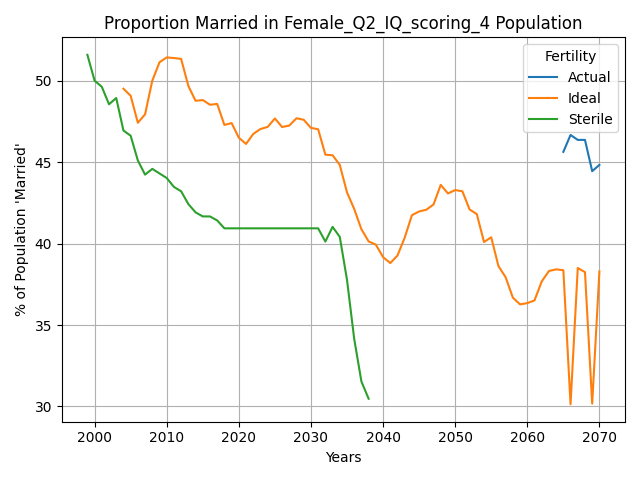 Proportion Married in Female_Q2_IQ_scoring_4 Population
Fertility
Actual
Ideal
Sterile
% of Population 'Married'
50
45
40
35
30
2000 2010 2020 2030 2040 2050 2060 2070
Years